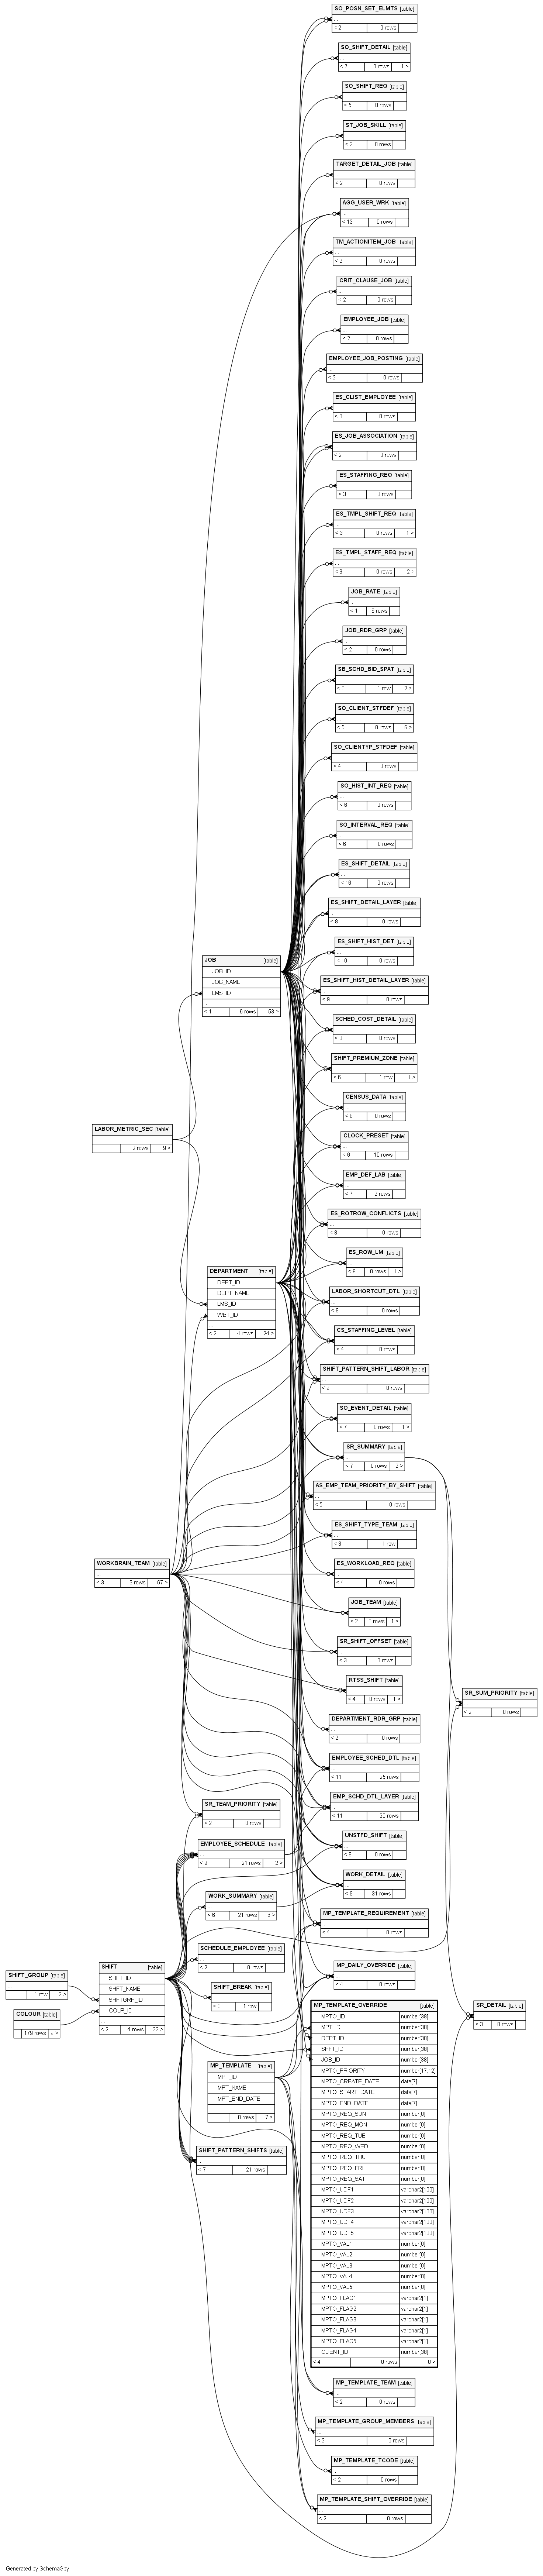 SO_POSN_SET_ELMTS [table]
...
< 2 0 rows
SO_SHIFT_DETAIL [table]
...
< 7 0 rows 1 >
SO_SHIFT_REQ [table]
...
< 5 0 rows
ST_JOB_SKILL [table]
...
< 2 0 rows
TARGET_DETAIL_JOB [table]
...
< 2 0 rows
AGG_USER_WRK [table]
...
< 13 0 rows
TM_ACTIONITEM_JOB [table]
...
< 2 0 rows
CRIT_CLAUSE_JOB [table]
...
< 2 0 rows
EMPLOYEE_JOB [table]
...
< 2 0 rows
EMPLOYEE_JOB_POSTING [table]
...
< 2 0 rows
ES_CLIST_EMPLOYEE [table]
...
< 3 0 rows
ES_JOB_ASSOCIATION [table]
...
< 2 0 rows
ES_STAFFING_REQ [table]
...
< 3 0 rows
ES_TMPL_SHIFT_REQ [table]
...
< 3 0 rows 1 >
ES_TMPL_STAFF_REQ [table]
...
< 3 0 rows 2 >
JOB_RATE [table]
...
< 1 8 rows
JOB_RDR_GRP [table]
...
< 2 0 rows
SB_SCHD_BID_SPAT [table]
...
< 3 1 row 2 >
SO_CLIENT_STFDEF [table]
...
< 5 0 rows 6 >
SO_CLIENTYP_STFDEF [table]
...
< 4 0 rows
SO_HIST_INT_REQ [table]
...
< 8 0 rows
SO_INTERVAL_REQ [table]
...
< 6 0 rows
ES_SHIFT_DETAIL [table]
...
< 16 0 rows
ES_SHIFT_DETAIL_LAYER [table]
...
< 9 0 rows
ES_SHIFT_HIST_DET [table]
...
< 10 0 rows
JOB [table]
JOB_ID
JOB_NAME
LMS_ID
...
< 1 6 rows 53 >
ES_SHIFT_HIST_DETAIL_LAYER [table]
...
< 9 0 rows
SCHED_COST_DETAIL [table]
...
< 8 0 rows
SHIFT_PREMIUM_ZONE [table]
...
< 6 1 row 1 >
CENSUS_DATA [table]
...
< 8 0 rows
LABOR_METRIC_SEC [table]
...
2 rows 9 >
CLOCK_PRESET [table]
...
< 6 10 rows
EMP_DEF_LAB [table]
...
< 7 2 rows
ES_ROTROW_CONFLICTS [table]
...
< 8 0 rows
ES_ROW_LM [table]
...
< 9 0 rows 1 >
DEPARTMENT [table]
DEPT_ID
DEPT_NAME
LMS_ID
WBT_ID
...
< 2 4 rows 24 >
LABOR_SHORTCUT_DTL [table]
...
< 8 0 rows
CS_STAFFING_LEVEL [table]
...
< 4 0 rows
SHIFT_PATTERN_SHIFT_LABOR [table]
...
< 9 0 rows
SO_EVENT_DETAIL [table]
...
< 7 0 rows 1 >
SR_SUMMARY [table]
...
< 7 0 rows 2 >
AS_EMP_TEAM_PRIORITY_BY_SHIFT [table]
...
< 5 0 rows
ES_SHIFT_TYPE_TEAM [table]
...
< 3 1 row
WORKBRAIN_TEAM [table]
...
< 3 3 rows 67 >
ES_WORKLOAD_REQ [table]
...
< 4 0 rows
JOB_TEAM [table]
...
< 2 0 rows 1 >
SR_SHIFT_OFFSET [table]
...
< 3 0 rows
RTSS_SHIFT [table]
...
< 4 0 rows 1 >
SR_SUM_PRIORITY [table]
...
< 2 0 rows
DEPARTMENT_RDR_GRP [table]
...
< 2 0 rows
EMPLOYEE_SCHED_DTL [table]
...
< 11 25 rows
EMP_SCHD_DTL_LAYER [table]
...
< 11 20 rows
SR_TEAM_PRIORITY [table]
...
< 2 0 rows
UNSTFD_SHIFT [table]
...
< 9 0 rows
EMPLOYEE_SCHEDULE [table]
...
< 9 21 rows 2 >
WORK_DETAIL [table]
...
< 9 31 rows
WORK_SUMMARY [table]
...
< 6 21 rows 8 >
MP_TEMPLATE_REQUIREMENT [table]
...
< 4 0 rows
SCHEDULE_EMPLOYEE [table]
...
< 2 0 rows
MP_DAILY_OVERRIDE [table]
...
< 4 0 rows
SHIFT_GROUP [table]
...
1 row 2 >
COLOUR [table]
...
179 rows 9 >
SHIFT [table]
SHFT_ID
SHFT_NAME
SHFTGRP_ID
COLR_ID
...
< 2 4 rows 22 >
SHIFT_BREAK [table]
...
< 3 1 row
SR_DETAIL [table]
...
< 3 0 rows
MP_TEMPLATE [table]
MPT_ID
MPT_NAME
MPT_END_DATE
...
0 rows 7 >
SHIFT_PATTERN_SHIFTS [table]
...
< 7 21 rows
MP_TEMPLATE_OVERRIDE [table]
MPTO_ID number[38]
MPT_ID number[38]
DEPT_ID number[38]
SHFT_ID number[38]
JOB_ID number[38]
MPTO_PRIORITY number[17,12]
MPTO_CREATE_DATE date[7]
MPTO_START_DATE date[7]
MPTO_END_DATE date[7]
MPTO_REQ_SUN number[0]
MPTO_REQ_MON number[0]
MPTO_REQ_TUE number[0]
MPTO_REQ_WED number[0]
MPTO_REQ_THU number[0]
MPTO_REQ_FRI number[0]
MPTO_REQ_SAT number[0]
MPTO_UDF1 varchar2[100]
MPTO_UDF2 varchar2[100]
MPTO_UDF3 varchar2[100]
MPTO_UDF4 varchar2[100]
MPTO_UDF5 varchar2[100]
MPTO_VAL1 number[0]
MPTO_VAL2 number[0]
MPTO_VAL3 number[0]
MPTO_VAL4 number[0]
MPTO_VAL5 number[0]
MPTO_FLAG1 varchar2[1]
MPTO_FLAG2 varchar2[1]
MPTO_FLAG3 varchar2[1]
MPTO_FLAG4 varchar2[1]
MPTO_FLAG5 varchar2[1]
CLIENT_ID number[38]
< 4 0 rows 0 >
MP_TEMPLATE_TEAM [table]
...
< 2 0 rows
MP_TEMPLATE_GROUP_MEMBERS [table]
...
< 2 0 rows
MP_TEMPLATE_TCODE [table]
...
< 2 0 rows
MP_TEMPLATE_SHIFT_OVERRIDE [table]
...
< 2 0 rows
Generated by SchemaSpy